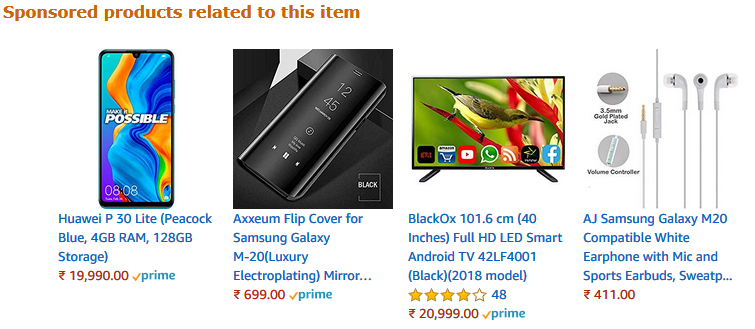 Sponsored products related to this item
MAKE IT
POSSIBLE
08:08
Huawei P 30 Lite (Peacock
Blue, 4GB RAM, 128GB
Storage)
₹ 19,990.00 prime
12
45
BLACK
Axxeum Flip Cover for
Samsung Galaxy
M-20(Luxury
Electroplating) Mirror…
₹ 699.00 prime
BlackOx 101.6 cm (40
Inches) Full HD LED Smart
Android TV 42LF4001
(Black)(2018 model)
48
₹ 20,999.00 prime
3.5mm
Gold Plated
Jack
Volume Controller
AJ Samsung Galaxy M20
Compatible White
Earphone with Mic and
Sports Earbuds, Sweatp...
₹ 411.00